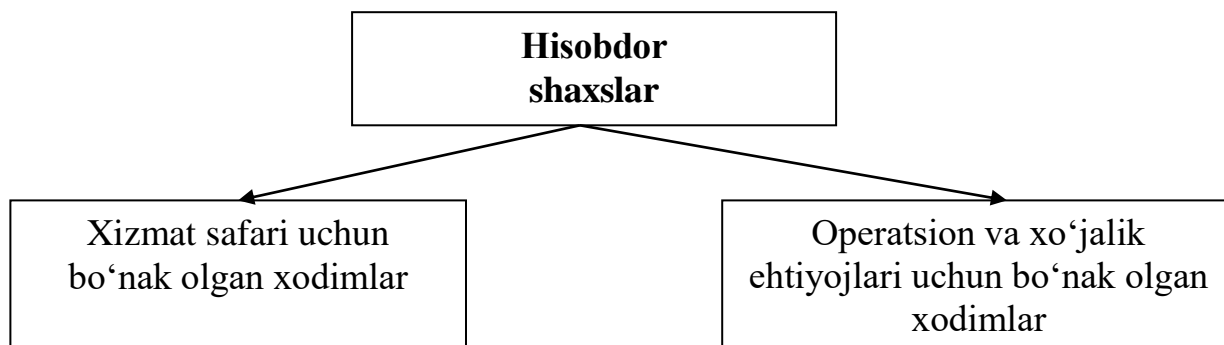 Hisobdor
shaxslar
Xizmat safari uchun
bo‘nak olgan xodimlar
Operatsion va xo‘jalik
ehtiyojlari uchun bo‘nak olgan
xodimlar